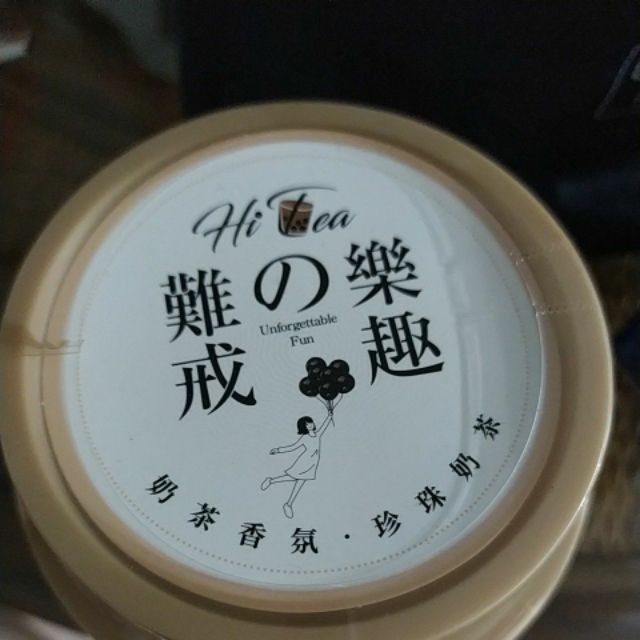 Hi Tea
難戒の樂趣
Unforgettable
Fun
奶茶香氛·珍珠奶茶